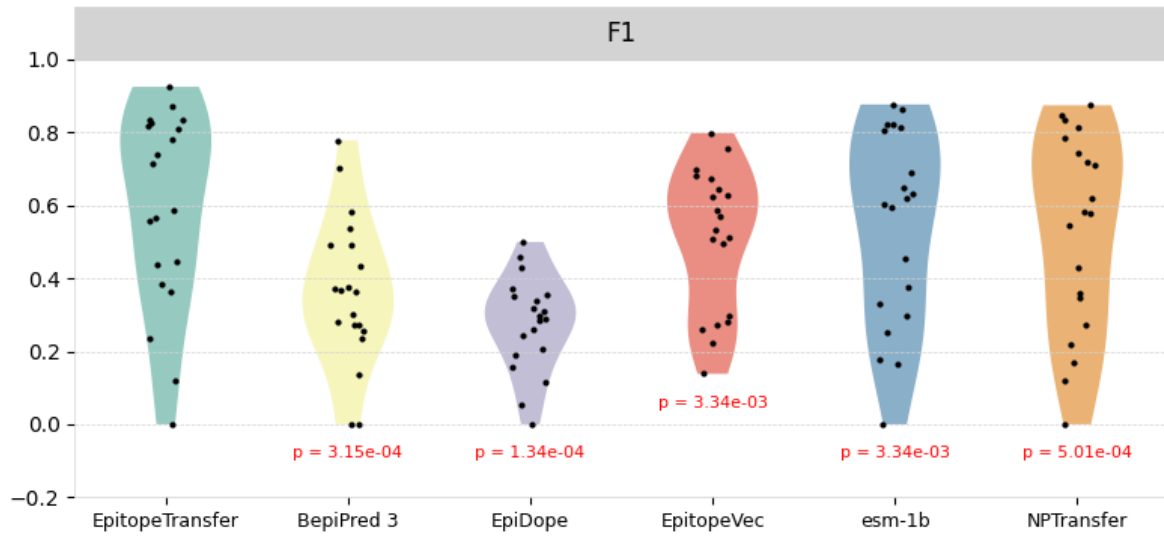 F1
1.0
0.8
0.6
0.4
0.2
0.0
−0.2
p = 3.34e-03
p = 3.15e-04
p = 1.34e-04
p = 3.34e-03
p = 5.01e-04
EpitopeTransfer
BepiPred 3
EpiDope
EpitopeVec
esm-1b
NPTransfer